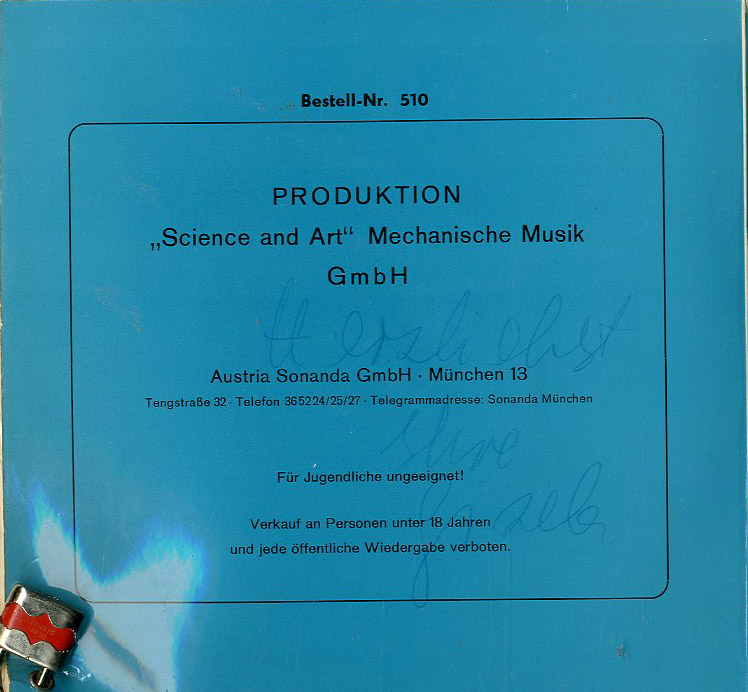 Bestell-Nr. 510
PRODUKTION
„Science and Art“ Mechanische Musik
GmbH
Herzlichst
Austria Sonanda GmbH · München 13
Tengstraße 32 · Telefon 365224/25/27 · Telegrammadresse: Sonanda München
Ihre
Für Jugendliche ungeeignet!
Verkauf an Personen unter 18 Jahren
und jede öffentliche Wiedergabe verboten.